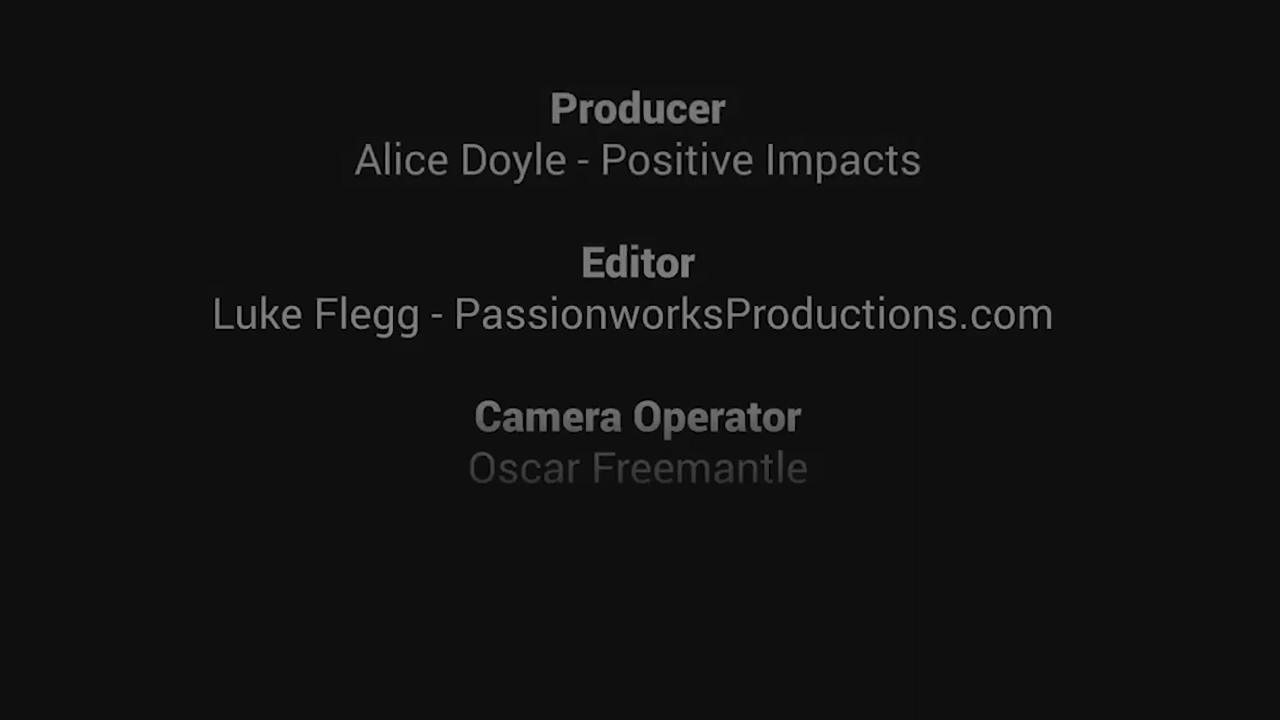 Producer
Alice Doyle - Positive Impacts
Editor
Luke Flegg - PassionworksProductions.com
Camera Operator
Oscar Freemantle